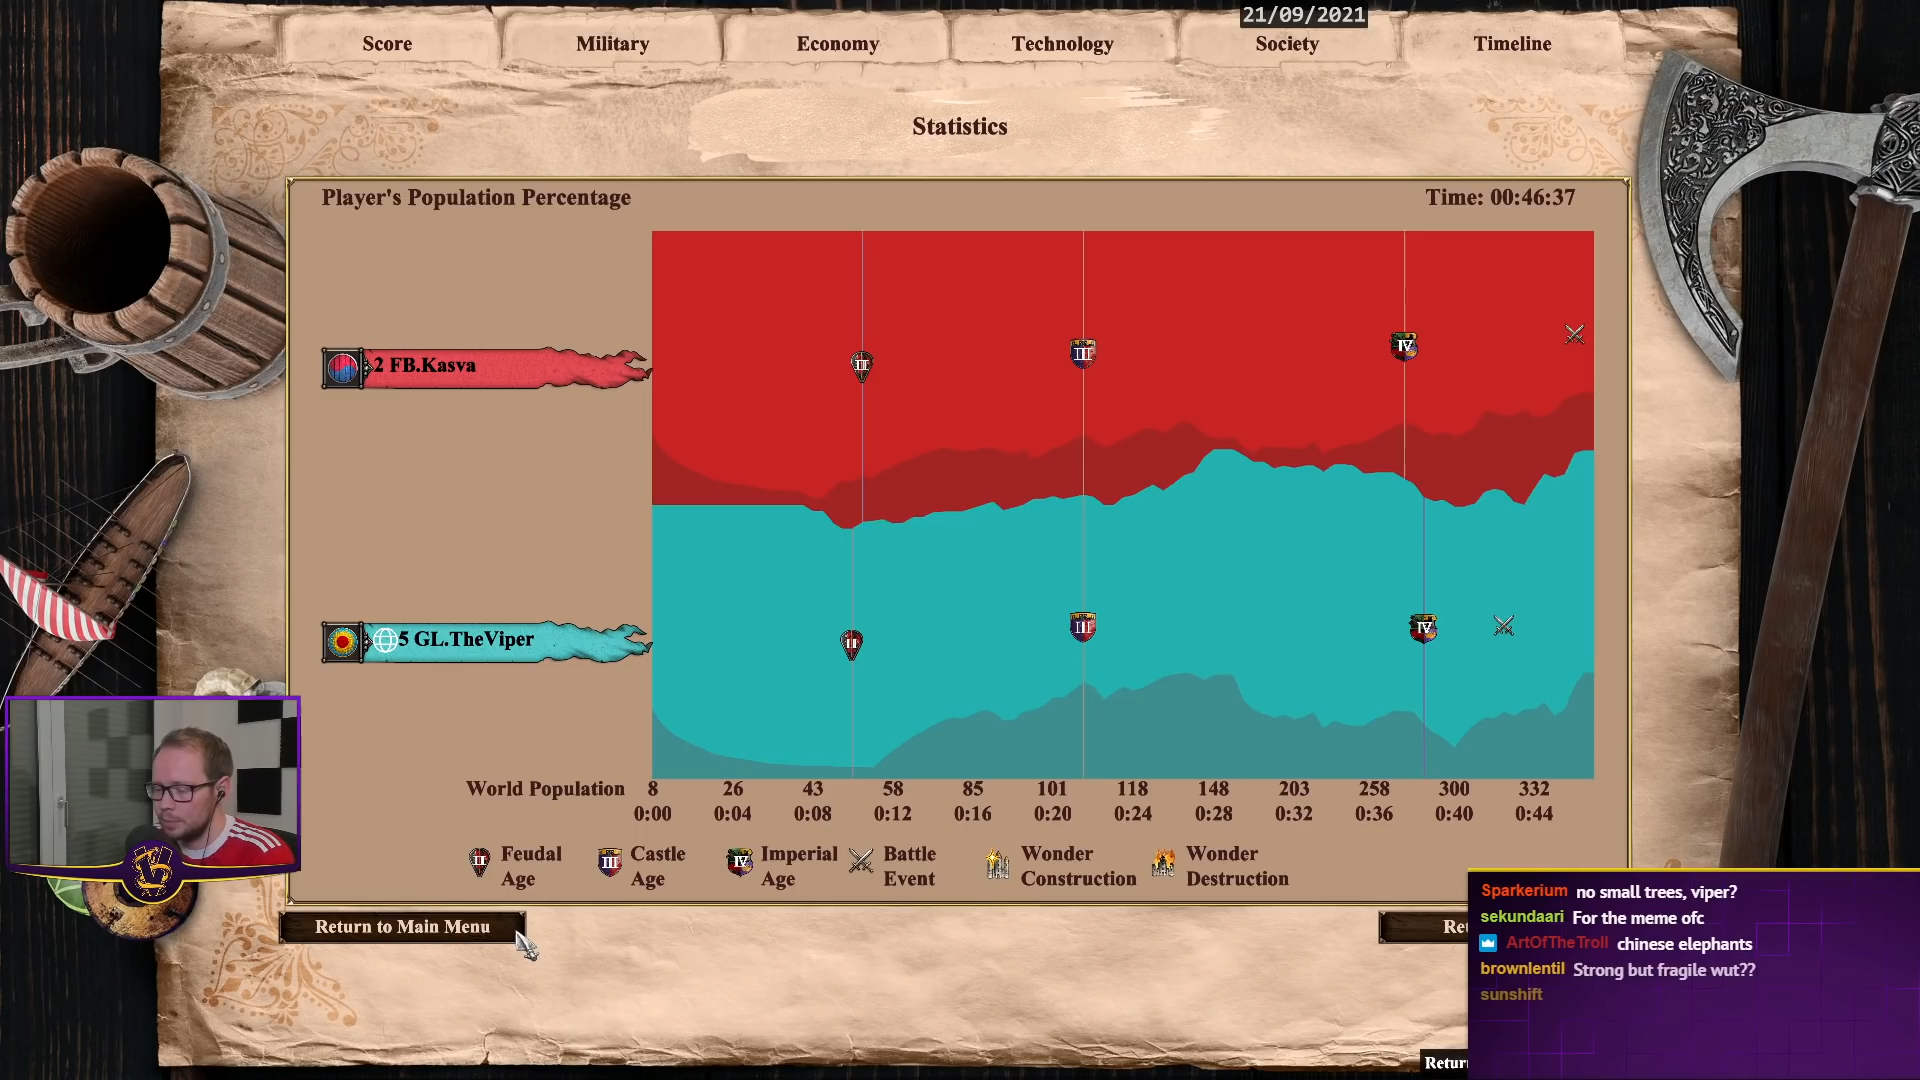 21/09/2021
Score Military Economy Technology Society Timeline
Statistics
Player's Population Percentage
Time: 00:46:37
2 FB.Kasva
5 GL.TheViper
World Population 8 26 43 58 85 101 118 148 203 258 300 332
0:00 0:04 0:08 0:12 0:16 0:20 0:24 0:28 0:32 0:36 0:40 0:44
Feudal Age
Castle Age
Imperial Age
Battle Event
Wonder Construction
Wonder Destruction
Return to Main Menu
Ret
Sparkerium no small trees, viper?
sekundaari For the meme ofc
ArtOfTheTroll chinese elephants
brownlentil Strong but fragile wut??
sunshift
Return